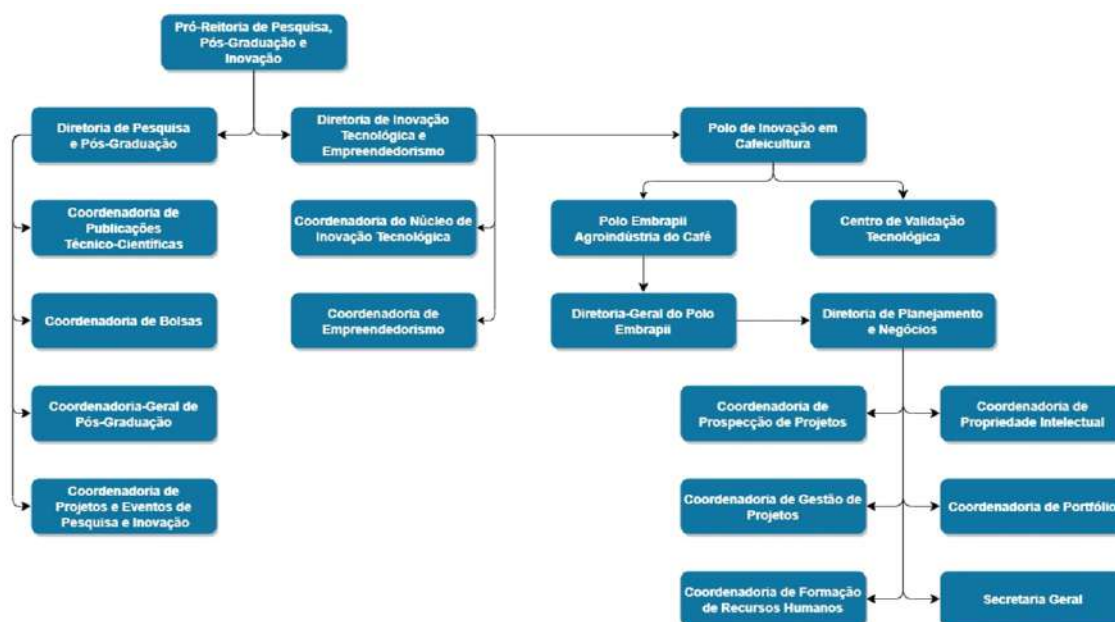 Pró-Reitoria de Pesquisa,
Pós-Graduação e
Inovação
Diretoria de Pesquisa
e Pós-Graduação
Diretoria de Inovação
Tecnológica e
Empreendedorismo
Polo de Inovação em
Cafeicultura
Coordenadoria de
Publicações
Técnico-Científicas
Coordenadoria do Núcleo de
Inovação Tecnológica
Polo Embrapii
Agroindústria do Café
Centro de Validação
Tecnológica
Coordenadoria de Bolsas
Coordenadoria de
Empreendedorismo
Diretoria-Geral do Polo
Embrapii
Diretoria de Planejamento
e Negócios
Coordenadoria-Geral de
Pós-Graduação
Coordenadoria de
Prospecção de Projetos
Coordenadoria de
Propriedade Intelectual
Coordenadoria de
Projetos e Eventos de
Pesquisa e Inovação
Coordenadoria de Gestão de
Projetos
Coordenadoria de Portfólio
Coordenadoria de Formação
de Recursos Humanos
Secretaria Geral